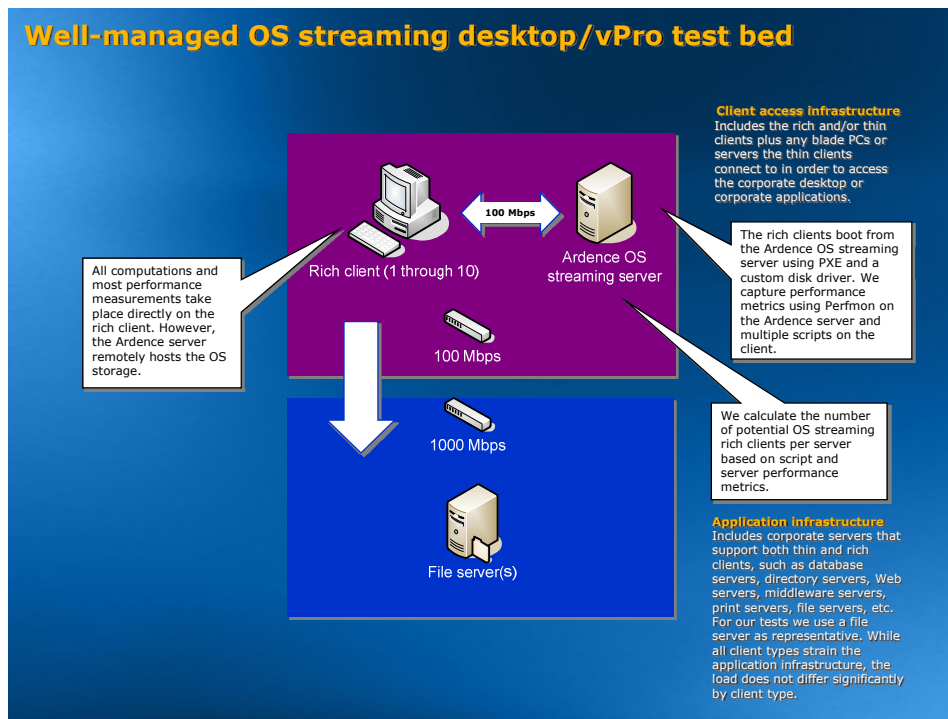 Well-managed OS streaming desktop/vPro test bed
Client access infrastructure
Includes the rich and/or thin
clients plus any blade PCs or
servers the thin clients
connect to in order to access
the corporate desktop or
corporate applications.
100 Mbps
Rich client (1 through 10)
Ardence OS
streaming server
The rich clients boot from
the Ardence OS streaming
server using PXE and a
custom disk driver. We
capture performance
metrics using Perfmon on
the Ardence server and
multiple scripts on the
client.
All computations and
most performance
measurements take
place directly on the
rich client. However,
the Ardence server
remotely hosts the OS
storage.
100 Mbps
1000 Mbps
We calculate the number
of potential OS streaming
rich clients per server
based on script and
server performance
metrics.
File server(s)
Application infrastructure
Includes corporate servers that
support both thin and rich
clients, such as database
servers, directory servers, Web
servers, middleware servers,
print servers, file servers, etc.
For our tests we use a file
server as representative. While
all client types strain the
application infrastructure, the
load does not differ significantly
by client type.